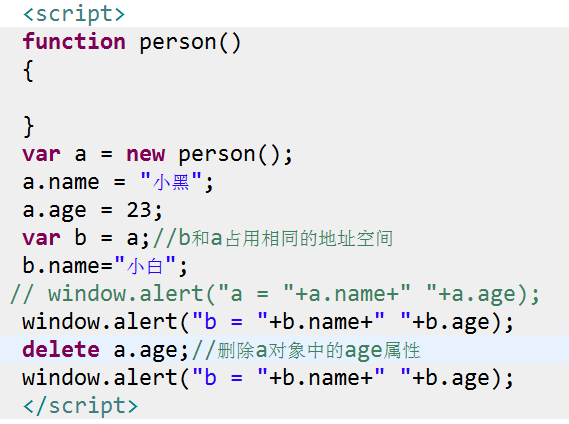 <script>
function person()
{
}
var a = new person();
a.name = "小黑";
a.age = 23;
var b = a;//b和a占用相同的地址空间
b.name="小白";
// window.alert("a = "+a.name+" "+a.age);
window.alert("b = "+b.name+" "+b.age);
delete a.age;//删除a对象中的age属性
window.alert("b = "+b.name+" "+b.age);
</script>